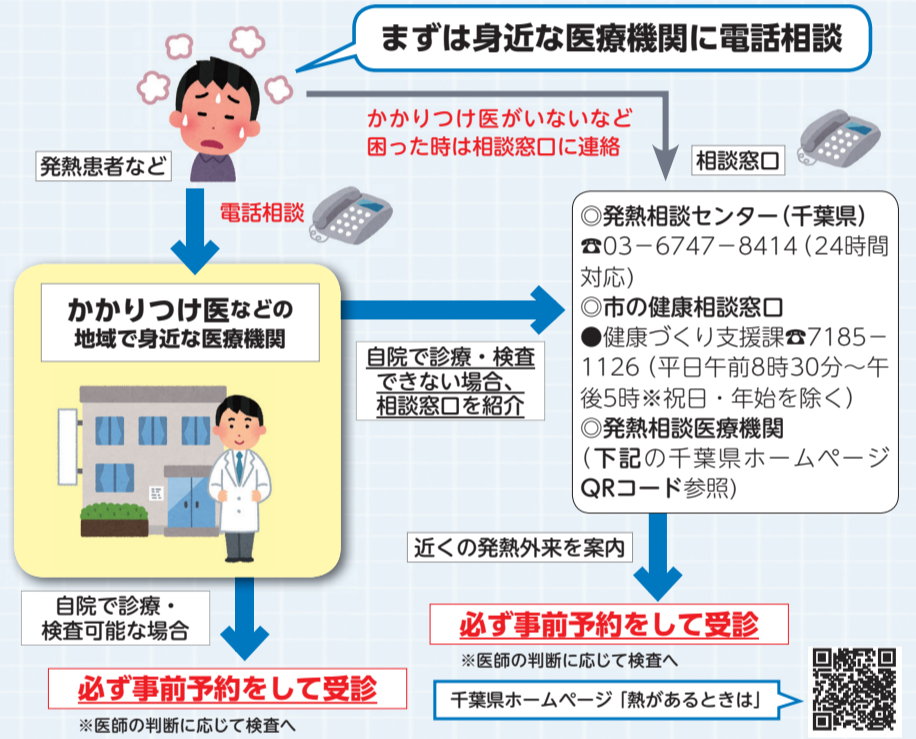 まずは身近な医療機関に電話相談
かかりつけ医がいないなど
困った時は相談窓口に連絡
発熱患者など
相談窓口
電話相談
◎発熱相談センター(千葉県)
☎03－6747－8414(24時間
対応)
◎市の健康相談窓口
●健康づくり支援課☎7185－
1126(平日午前8時30分～午
後5時※祝日・年始を除く)
◎発熱相談医療機関
(下記の千葉県ホームページ
QRコード参照)
かかりつけ医などの
地域で身近な医療機関
自院で診療・検査
できない場合、
相談窓口を紹介
近くの発熱外来を案内
自院で診療・
検査可能な場合
必ず事前予約をして受診
※医師の判断に応じて検査へ
必ず事前予約をして受診
※医師の判断に応じて検査へ
千葉県ホームページ「熱があるときは」